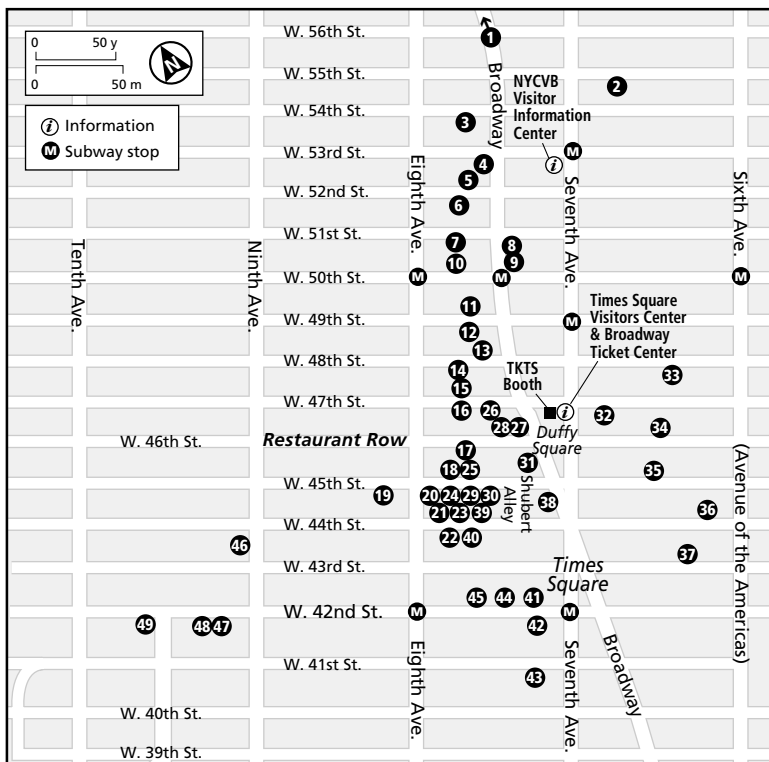 W. 56th St.
0 50 y
0 50 m
N
1
Broadway
W. 55th St.
NYCVB
Visitor
Information
Center
2
i Information
M Subway stop
W. 54th St.
3
W. 53rd St.
M
4
i
5
Eighth Ave.
Seventh Ave.
Sixth Ave.
W. 52nd St.
6
W. 51st St.
7
8
Tenth Ave.
Ninth Ave.
10
9
W. 50th St.
M
M
M
Times Square
Visitors Center
& Broadway
Ticket Center
11
W. 49th St.
M
12
13
W. 48th St.
14
TKTS
Booth
33
15
W. 47th St.
16
26
i
32
28 27
Duffy
Square
34
W. 46th St.
Restaurant Row
17
31
18 25
35
W. 45th St.
Shubert
Alley
19
20 24 29 30
38
21 23 39
36
W. 44th St.
22 40
46
37
(Avenue of the Americas)
W. 43rd St.
Times
Square
45 44 41
W. 42nd St.
M
M
49
48 47
42
Eighth Ave.
Seventh Ave.
Broadway
W. 41st St.
43
W. 40th St.
W. 39th St.